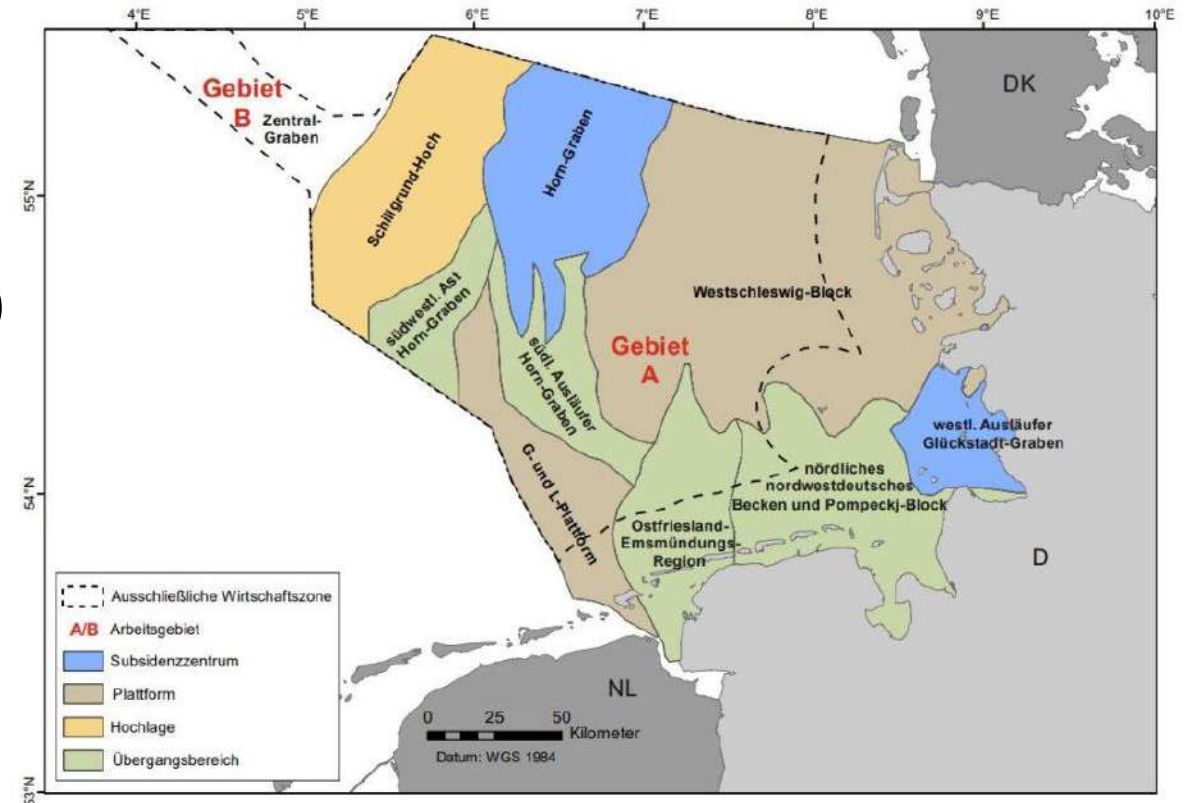 4°E
5°E
6°E
7°E
8°E
9°E
10°E
55°N
54°N
53°N
Gebiet
B
Zentral-
Graben
DK
Schillgrund-Hoch
Horn-Graben
Westschleswig-Block
südwestl. Ast
Horn-Graben
südl. Ausläufer
Horn-Graben
Gebiet
A
westl. Ausläufer
Glückstadt-Graben
G- und L-Plattform
nördliches
nordwestdeutsches
Becken und Pompeckj-Block
Ostfriesland-
Emsmündungs-
Region
D
NL
Ausschließliche Wirtschaftszone
A/B Arbeitsgebiet
Subsidenzzentrum
Plattform
Hochlage
Übergangsbereich
0 25 50
Kilometer
Datum: WGS 1984